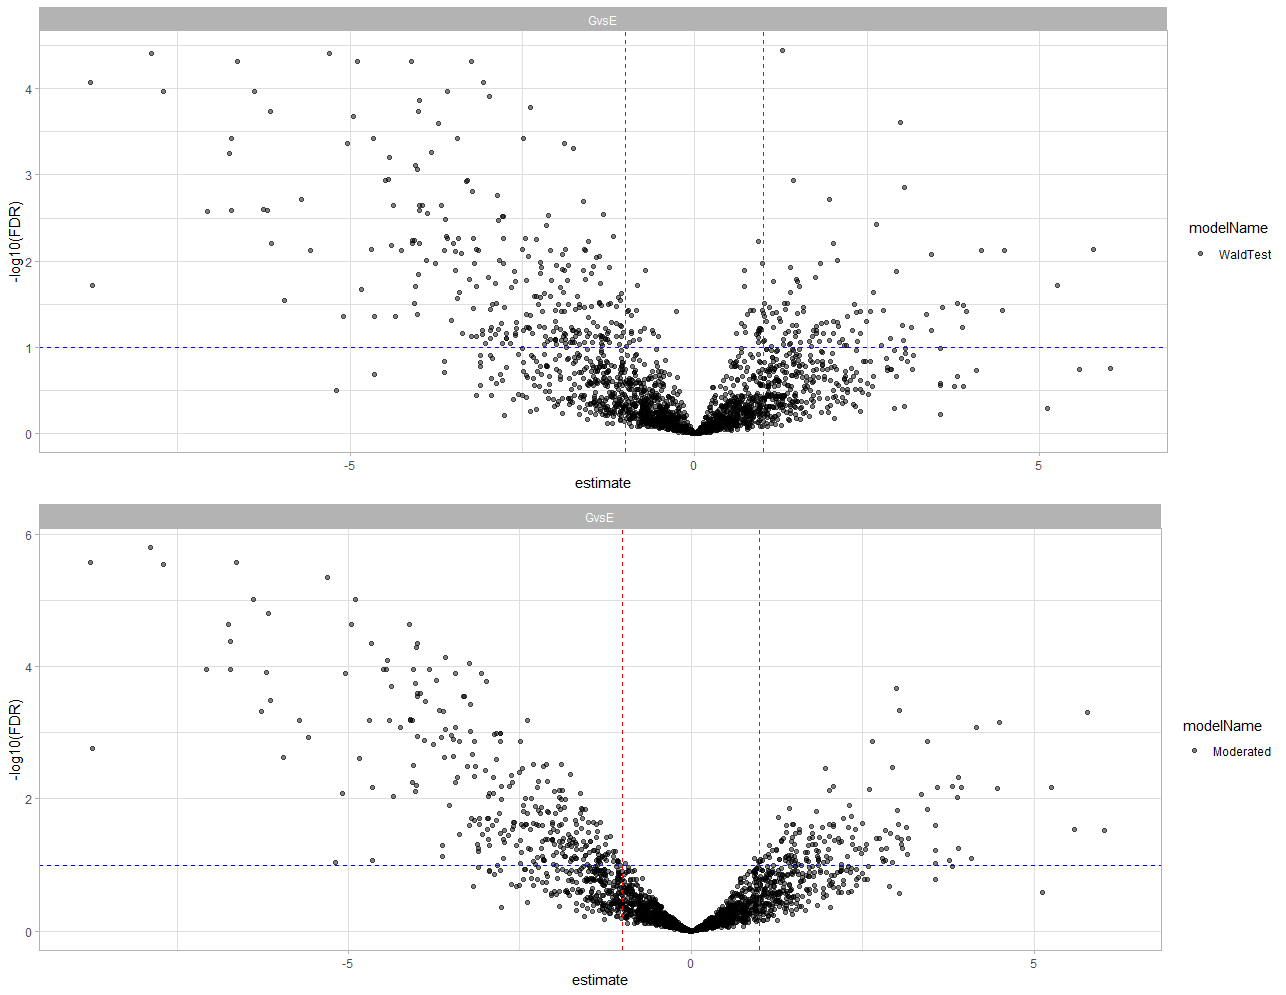 GvsE
4
3
2
1
0
-log10(FDR)
-5
0
5
estimate
modelName
WaldTest
GvsE
6
4
2
0
-log10(FDR)
-5
0
5
estimate
modelName
Moderated